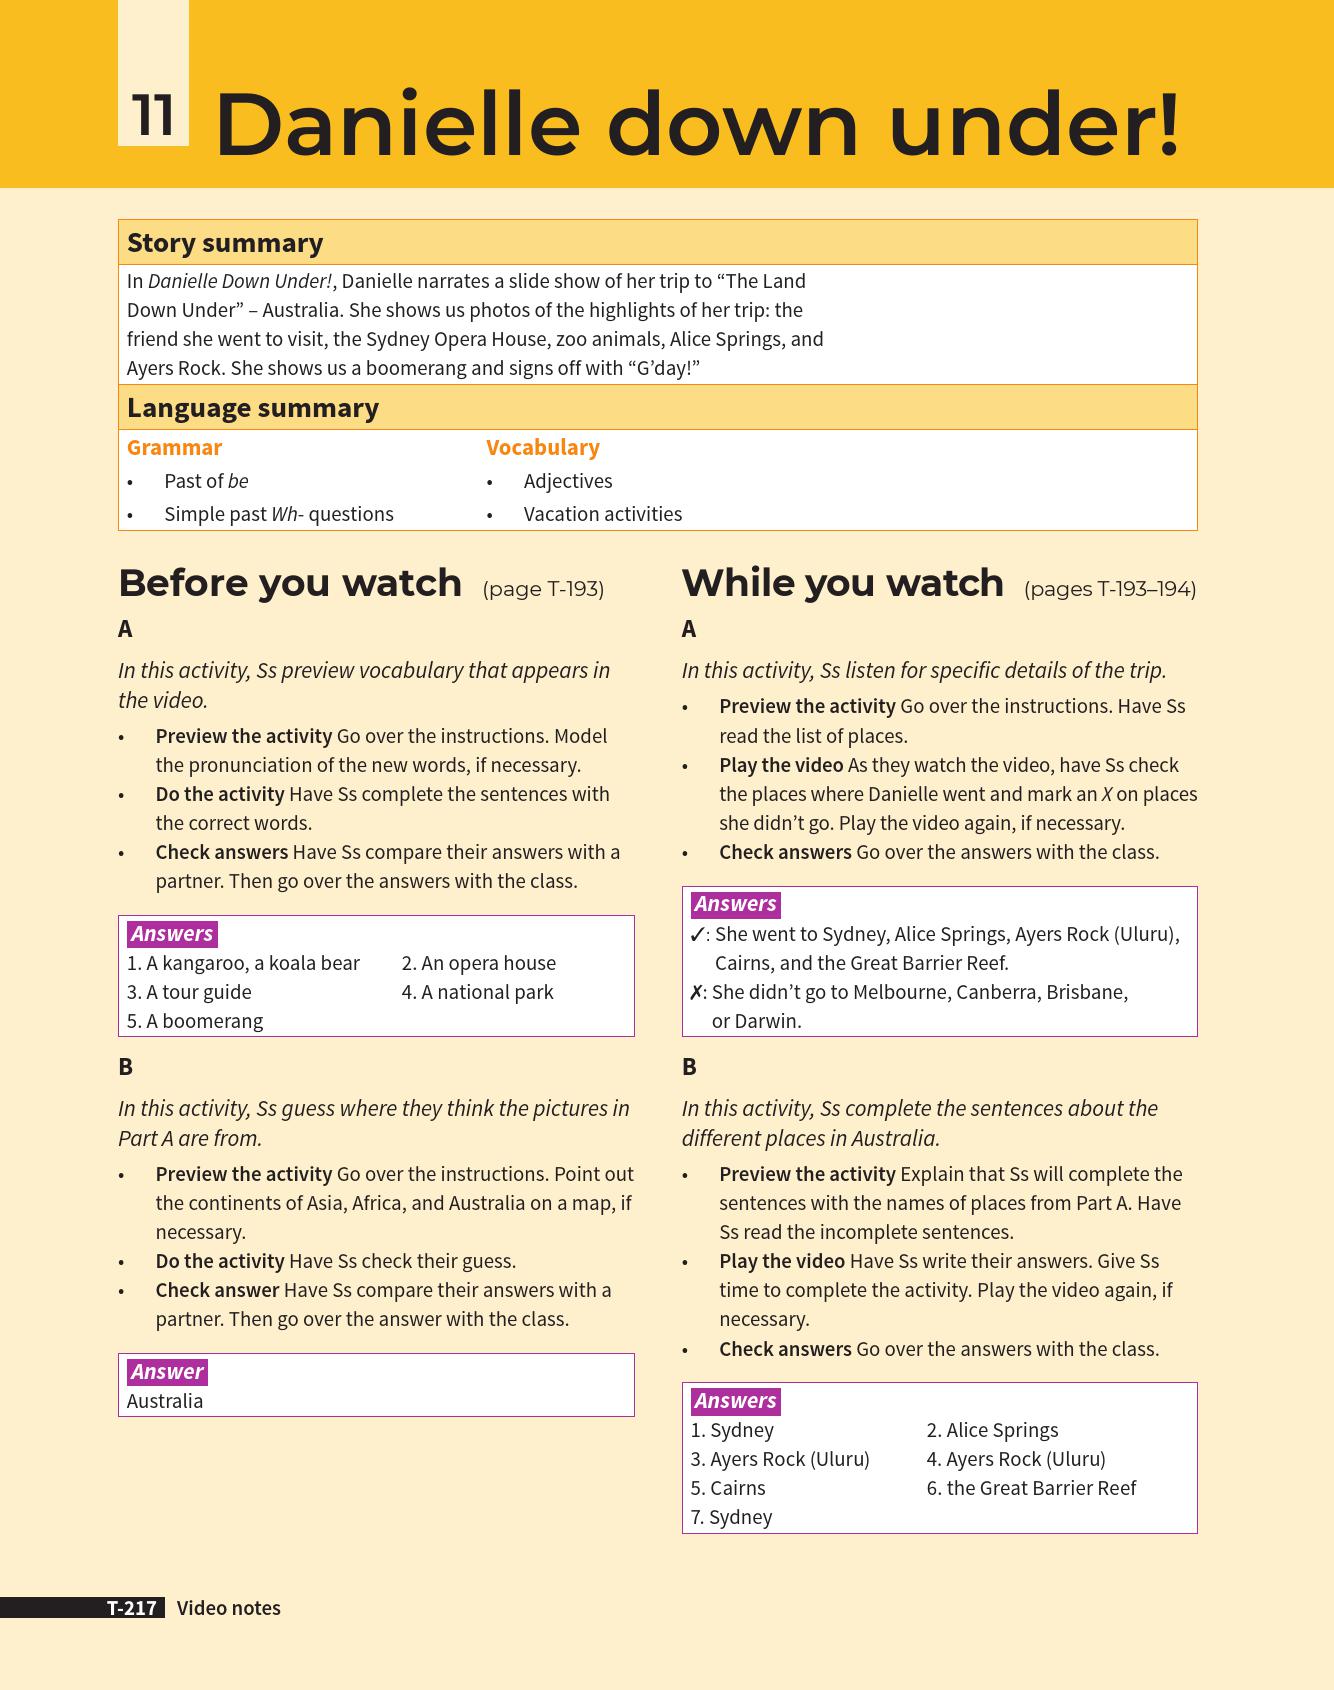 11 Danielle down under!
Story summary
In Danielle Down Under!, Danielle narrates a slide show of her trip to “The Land
Down Under” – Australia. She shows us photos of the highlights of her trip: the
friend she went to visit, the Sydney Opera House, zoo animals, Alice Springs, and
Ayers Rock. She shows us a boomerang and signs off with “G’day!”
Language summary
Grammar
• Past of be
• Simple past Wh- questions
Vocabulary
• Adjectives
• Vacation activities
Before you watch (page T-193)
A
In this activity, Ss preview vocabulary that appears in
the video.
• Preview the activity Go over the instructions. Model
the pronunciation of the new words, if necessary.
• Do the activity Have Ss complete the sentences with
the correct words.
• Check answers Have Ss compare their answers with a
partner. Then go over the answers with the class.
Answers
1. A kangaroo, a koala bear 2. An opera house
3. A tour guide 4. A national park
5. A boomerang
B
In this activity, Ss guess where they think the pictures in
Part A are from.
• Preview the activity Go over the instructions. Point out
the continents of Asia, Africa, and Australia on a map, if
necessary.
• Do the activity Have Ss check their guess.
• Check answer Have Ss compare their answers with a
partner. Then go over the answer with the class.
Answer
Australia
While you watch (pages T-193–194)
A
In this activity, Ss listen for specific details of the trip.
• Preview the activity Go over the instructions. Have Ss
read the list of places.
• Play the video As they watch the video, have Ss check
the places where Danielle went and mark an X on places
she didn’t go. Play the video again, if necessary.
• Check answers Go over the answers with the class.
Answers
✓: She went to Sydney, Alice Springs, Ayers Rock (Uluru),
Cairns, and the Great Barrier Reef.
✗: She didn’t go to Melbourne, Canberra, Brisbane,
or Darwin.
B
In this activity, Ss complete the sentences about the
different places in Australia.
• Preview the activity Explain that Ss will complete the
sentences with the names of places from Part A. Have
Ss read the incomplete sentences.
• Play the video Have Ss write their answers. Give Ss
time to complete the activity. Play the video again, if
necessary.
• Check answers Go over the answers with the class.
Answers
1. Sydney 2. Alice Springs
3. Ayers Rock (Uluru) 4. Ayers Rock (Uluru)
5. Cairns 6. the Great Barrier Reef
7. Sydney
T-217 Video notes